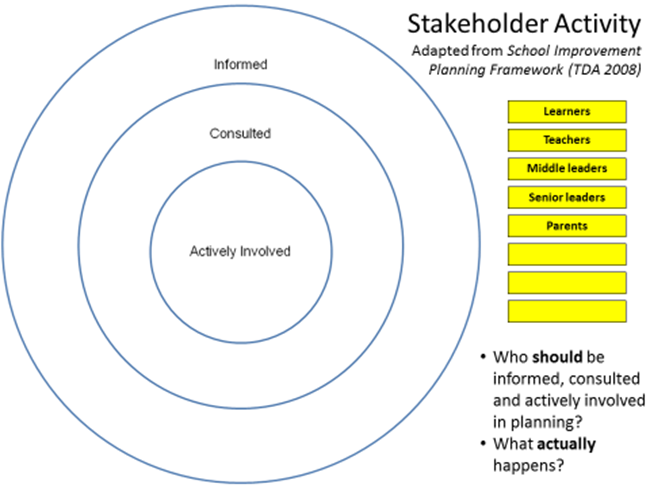 Stakeholder Activity
Adapted from School Improvement
Planning Framework (TDA 2008)
Informed
Consulted
Actively Involved
Learners
Teachers
Middle leaders
Senior leaders
Parents
• Who should be
informed, consulted
and actively involved
in planning?
• What actually
happens?